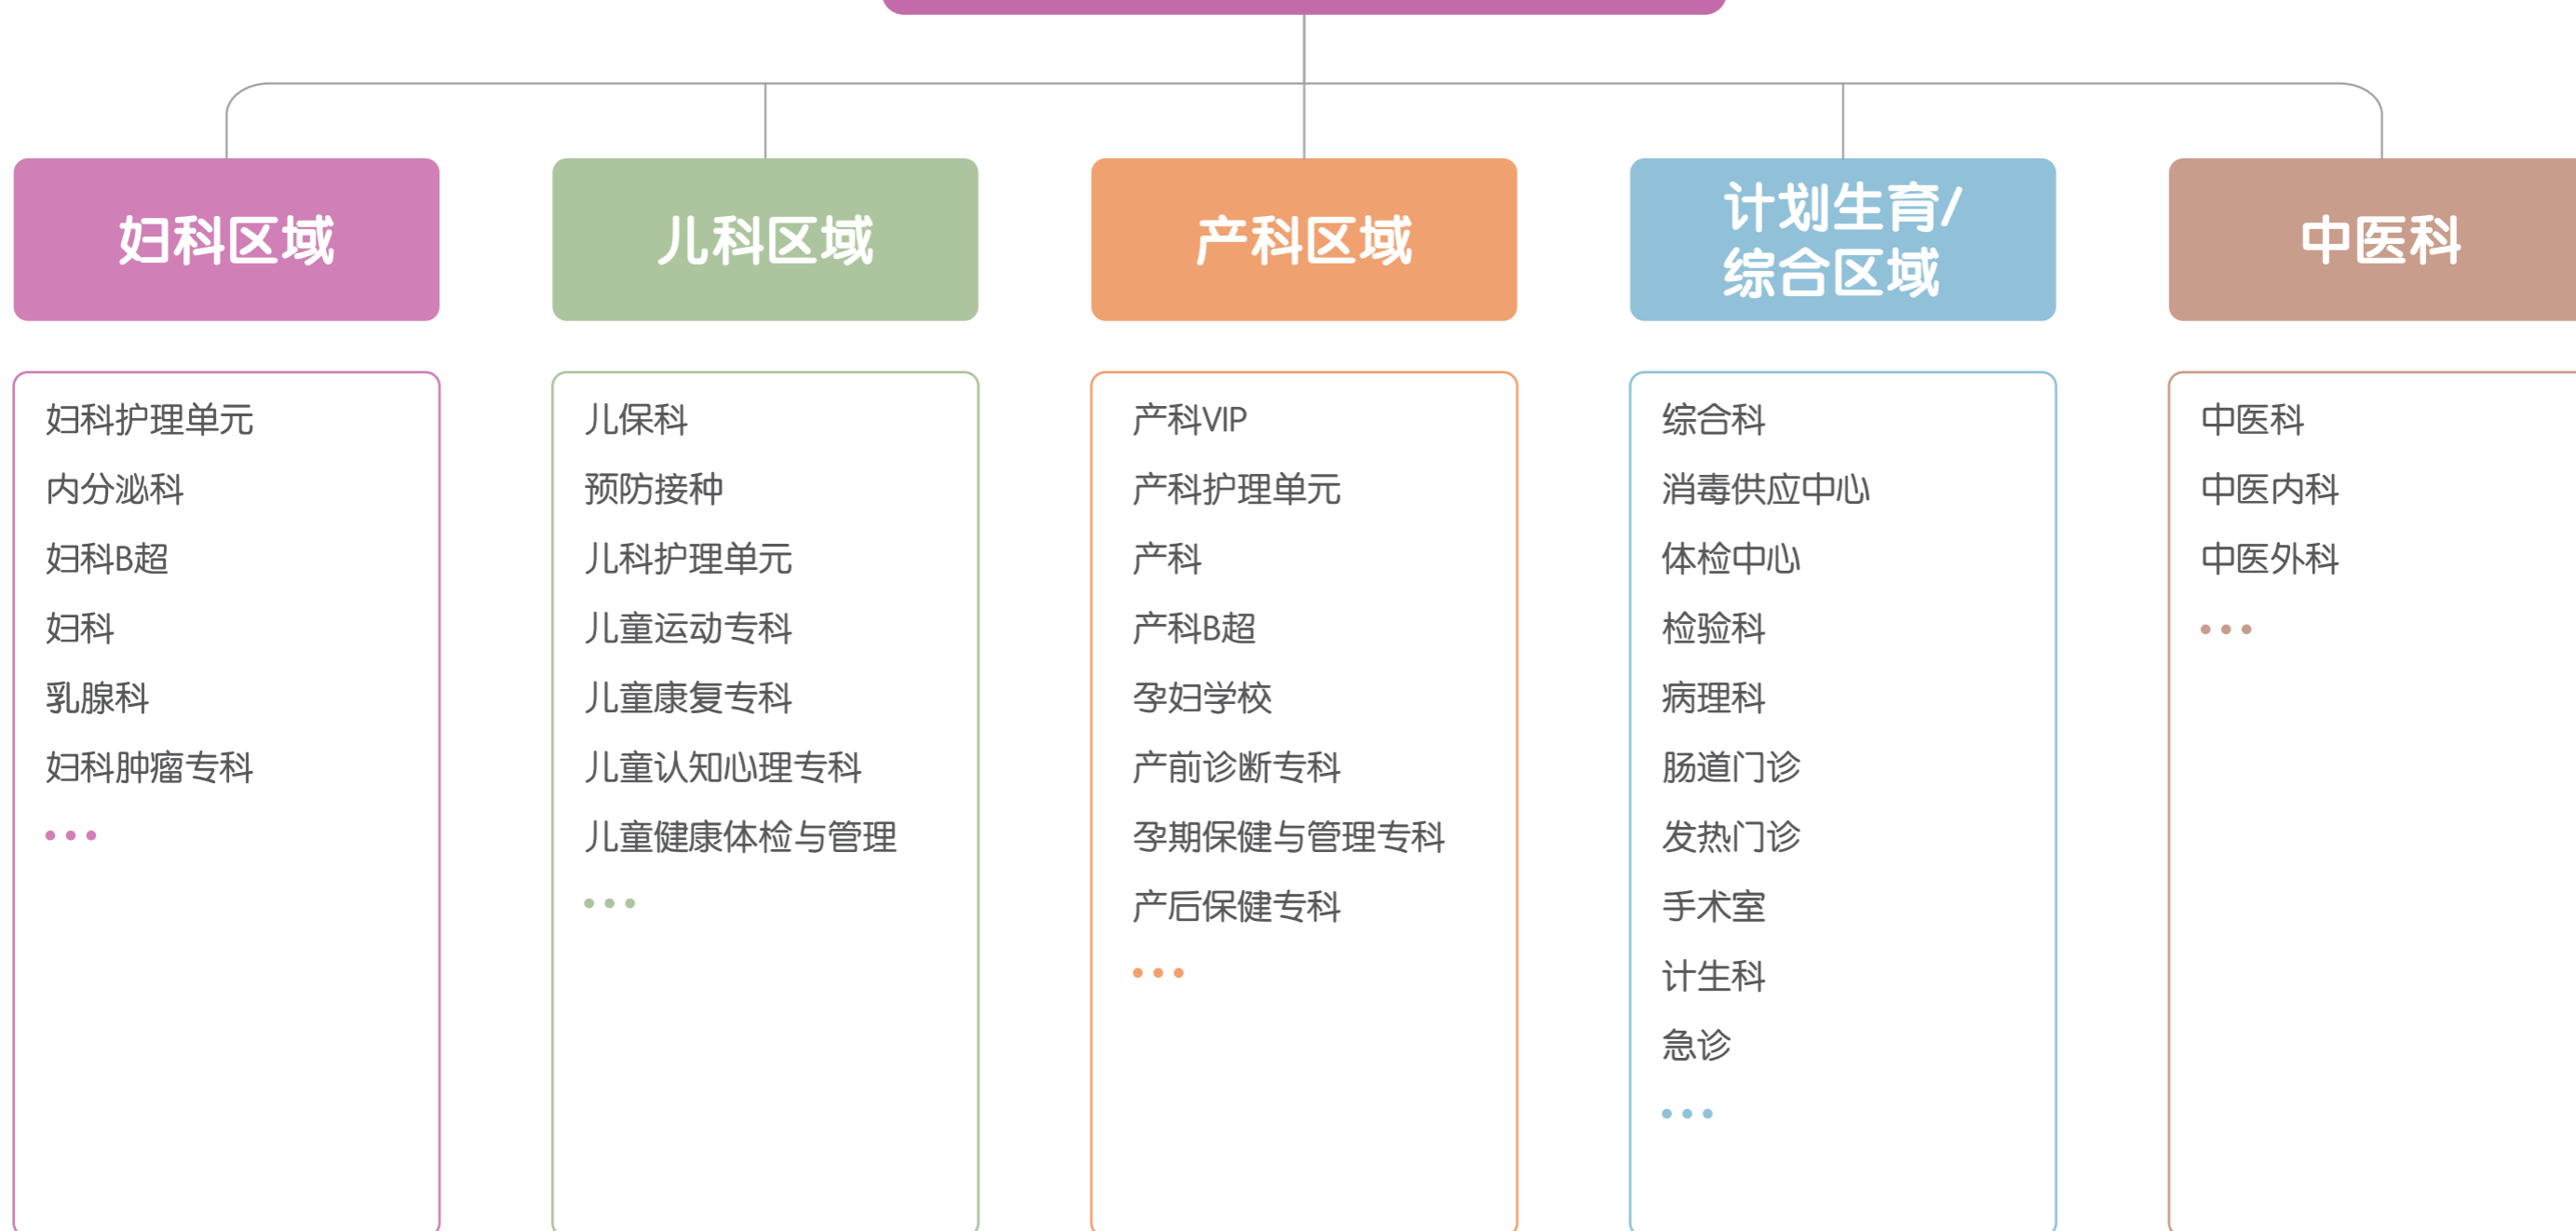 妇科区域
妇科护理单元
内分泌科
妇科B超
妇科
乳腺科
妇科肿瘤专科
•••
儿科区域
儿保科
预防接种
儿科护理单元
儿童运动专科
儿童康复专科
儿童认知心理专科
儿童健康体检与管理
•••
产科区域
产科VIP
产科护理单元
产科
产科B超
孕妇学校
产前诊断专科
孕期保健与管理专科
产后保健专科
•••
计划生育/
综合区域
综合科
消毒供应中心
体检中心
检验科
病理科
肠道门诊
发热门诊
手术室
计生科
急诊
•••
中医科
中医科
中医内科
中医外科
•••